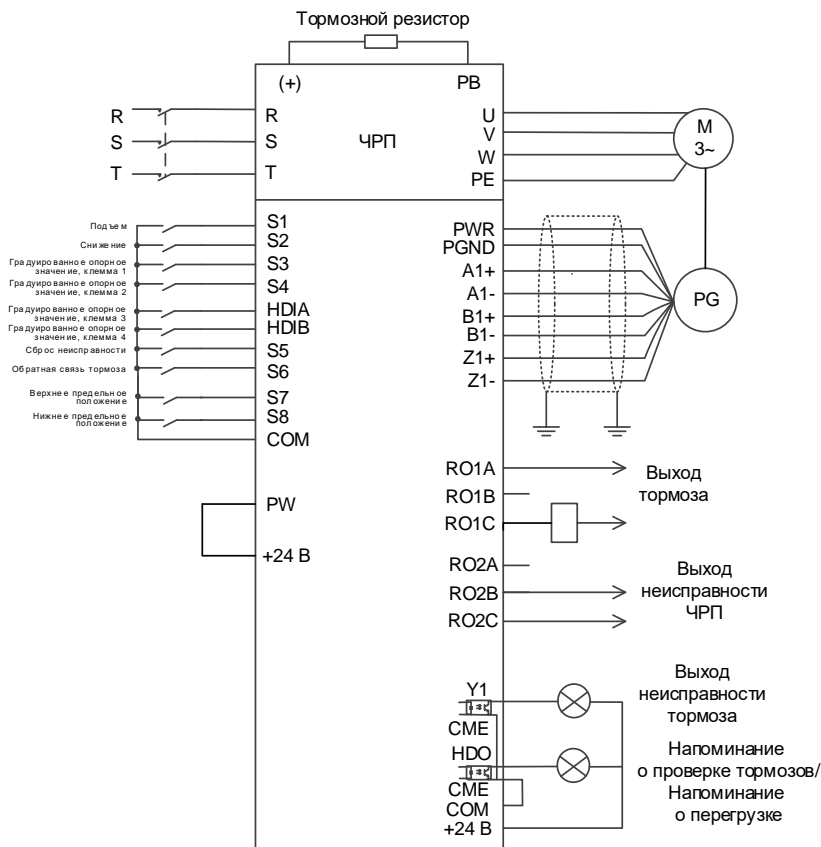 Тормозной резистор
(+)
PB
R
S
T
R
S
T
ЧРП
U
V
W
PE
M
3~
Подъем
Снижение
Градуированное опорное
значение, клемма 1
Градуированное опорное
значение, клемма 2
Градуированное опорное
значение, клемма 3
Градуированное опорное
значение, клемма 4
Сброс неисправности
Обратная связь тормоза
Верхнее предельное
положение
Нижнее предельное
положение
S1
S2
S3
S4
HDIA
HDIB
S5
S6
S7
S8
COM
PW
+24 В
PWR
PGND
A1+
A1-
B1+
B1-
Z1+
Z1-
PG
RO1A
RO1B
RO1C
Выход
тормоза
RO2A
RO2B
RO2C
Выход
неисправности
ЧРП
Y1
CME
HDO
CME
COM
+24 В
Выход
неисправности
тормоза
Напоминание
о проверке тормозов/
Напоминание
о перегрузке